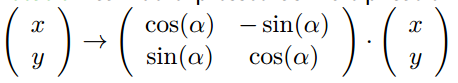 ( x ) → ( cos(α) − sin(α) ) · ( x )
( y ) ( sin(α) cos(α) ) ( y )